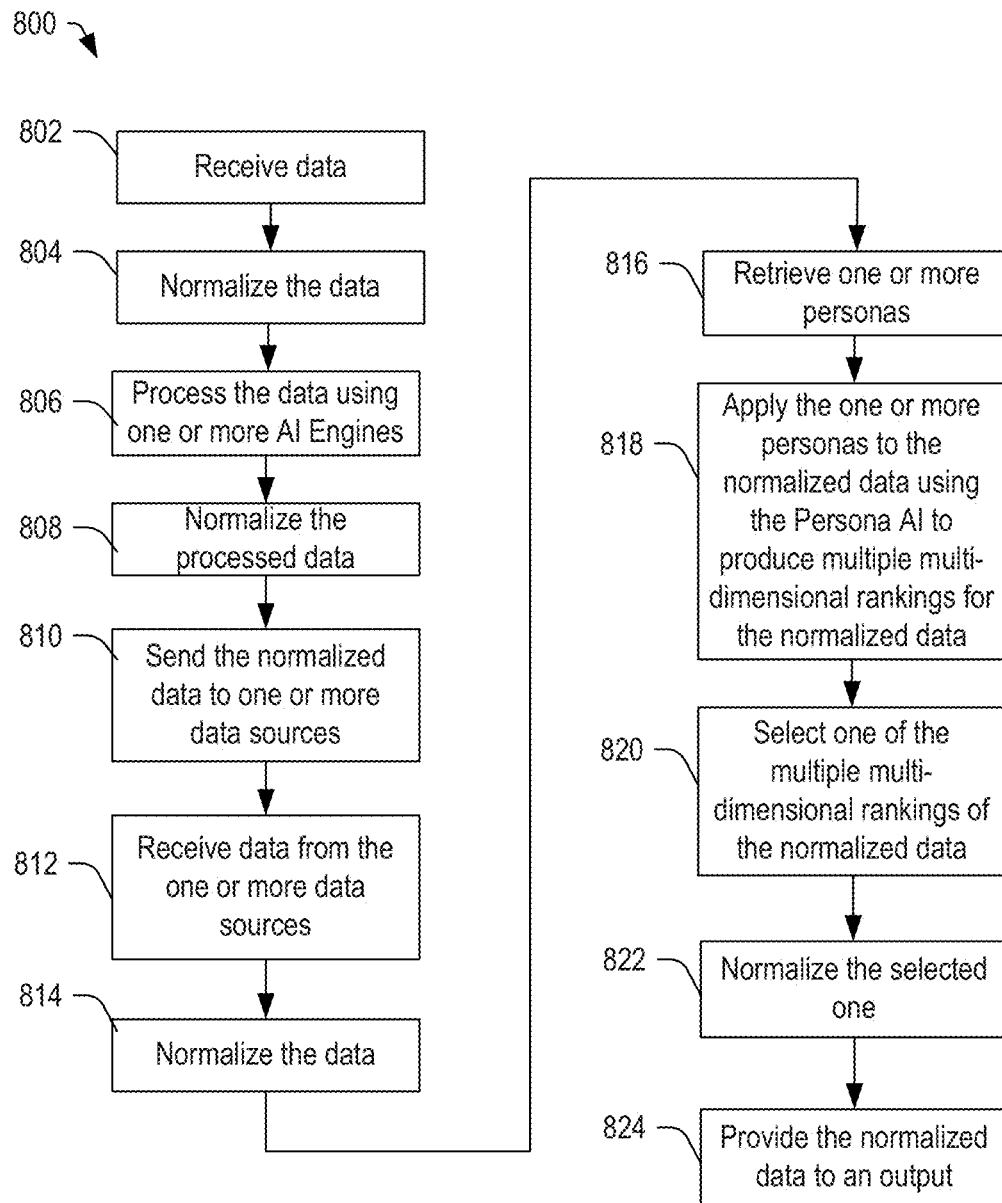 800
802
Receive data
804
Normalize the data
806
Process the data using
one or more AI Engines
808
Normalize the
processed data
810
Send the normalized
data to one or more
data sources
812
Receive data from the
one or more data
sources
814
Normalize the data
816
Retrieve one or more
personas
818
Apply the one or more
personas to the
normalized data using
the Persona AI to
produce multiple multi-
dimensional rankings for
the normalized data
820
Select one of the
multiple multi-
dimensional rankings of
the normalized data
822
Normalize the selected
one
824
Provide the normalized
data to an output